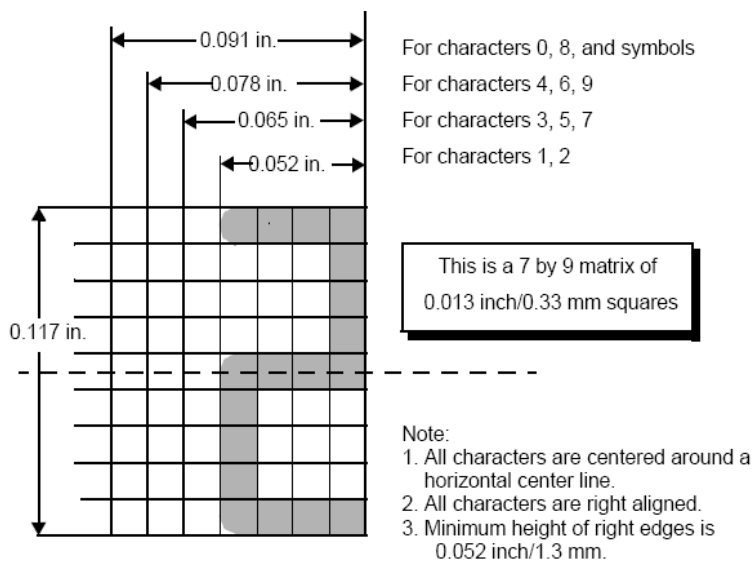 0.091 in.
For characters 0, 8, and symbols
0.078 in.
For characters 4, 6, 9
0.065 in.
For characters 3, 5, 7
0.052 in.
For characters 1, 2
This is a 7 by 9 matrix of
0.013 inch/0.33 mm squares
0.117 in.
Note:
1. All characters are centered around a
horizontal center line.
2. All characters are right aligned.
3. Minimum height of right edges is
0.052 inch/1.3 mm.